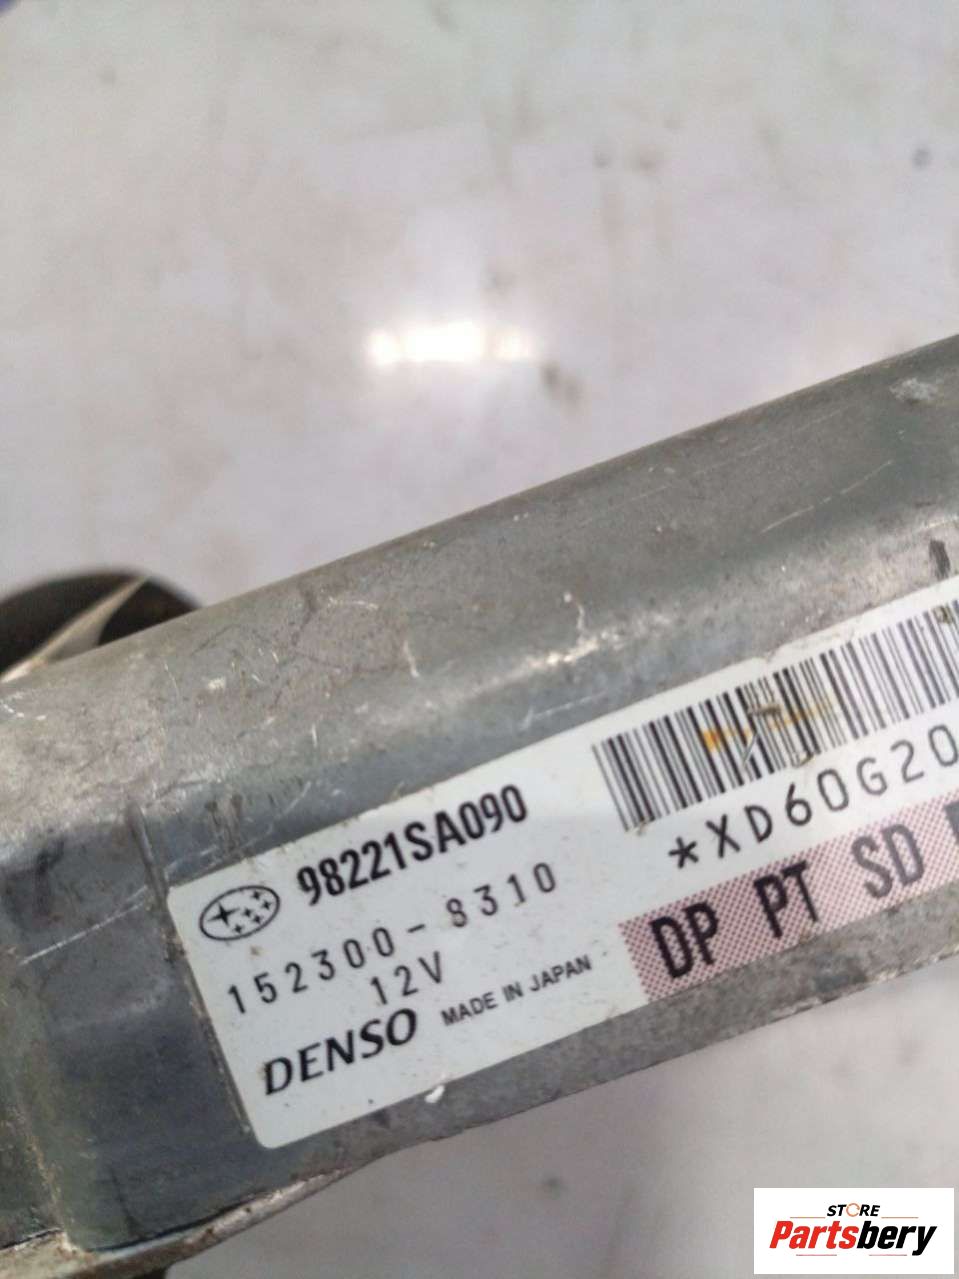 98221SA090
152300-8310
12V
DENSO MADE IN JAPAN
*XD60G20
DP PT SD
STORE
Partsbery